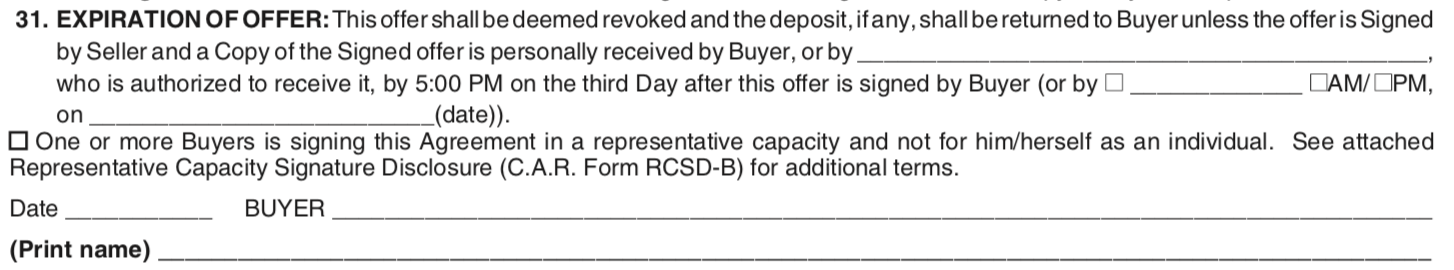 31. EXPIRATION OF OFFER: This offer shall be deemed revoked and the deposit, if any, shall be returned to Buyer unless the offer is Signed
by Seller and a Copy of the Signed offer is personally received by Buyer, or by ____________________________________________,
who is authorized to receive it, by 5:00 PM on the third Day after this offer is signed by Buyer (or by ☐ _____________ ☐AM/☐PM,
on __________________________(date)).
☐ One or more Buyers is signing this Agreement in a representative capacity and not for him/herself as an individual. See attached
Representative Capacity Signature Disclosure (C.A.R. Form RCSD-B) for additional terms.
Date ___________ BUYER ____________________________________________________________
(Print name) ____________________________________________________________